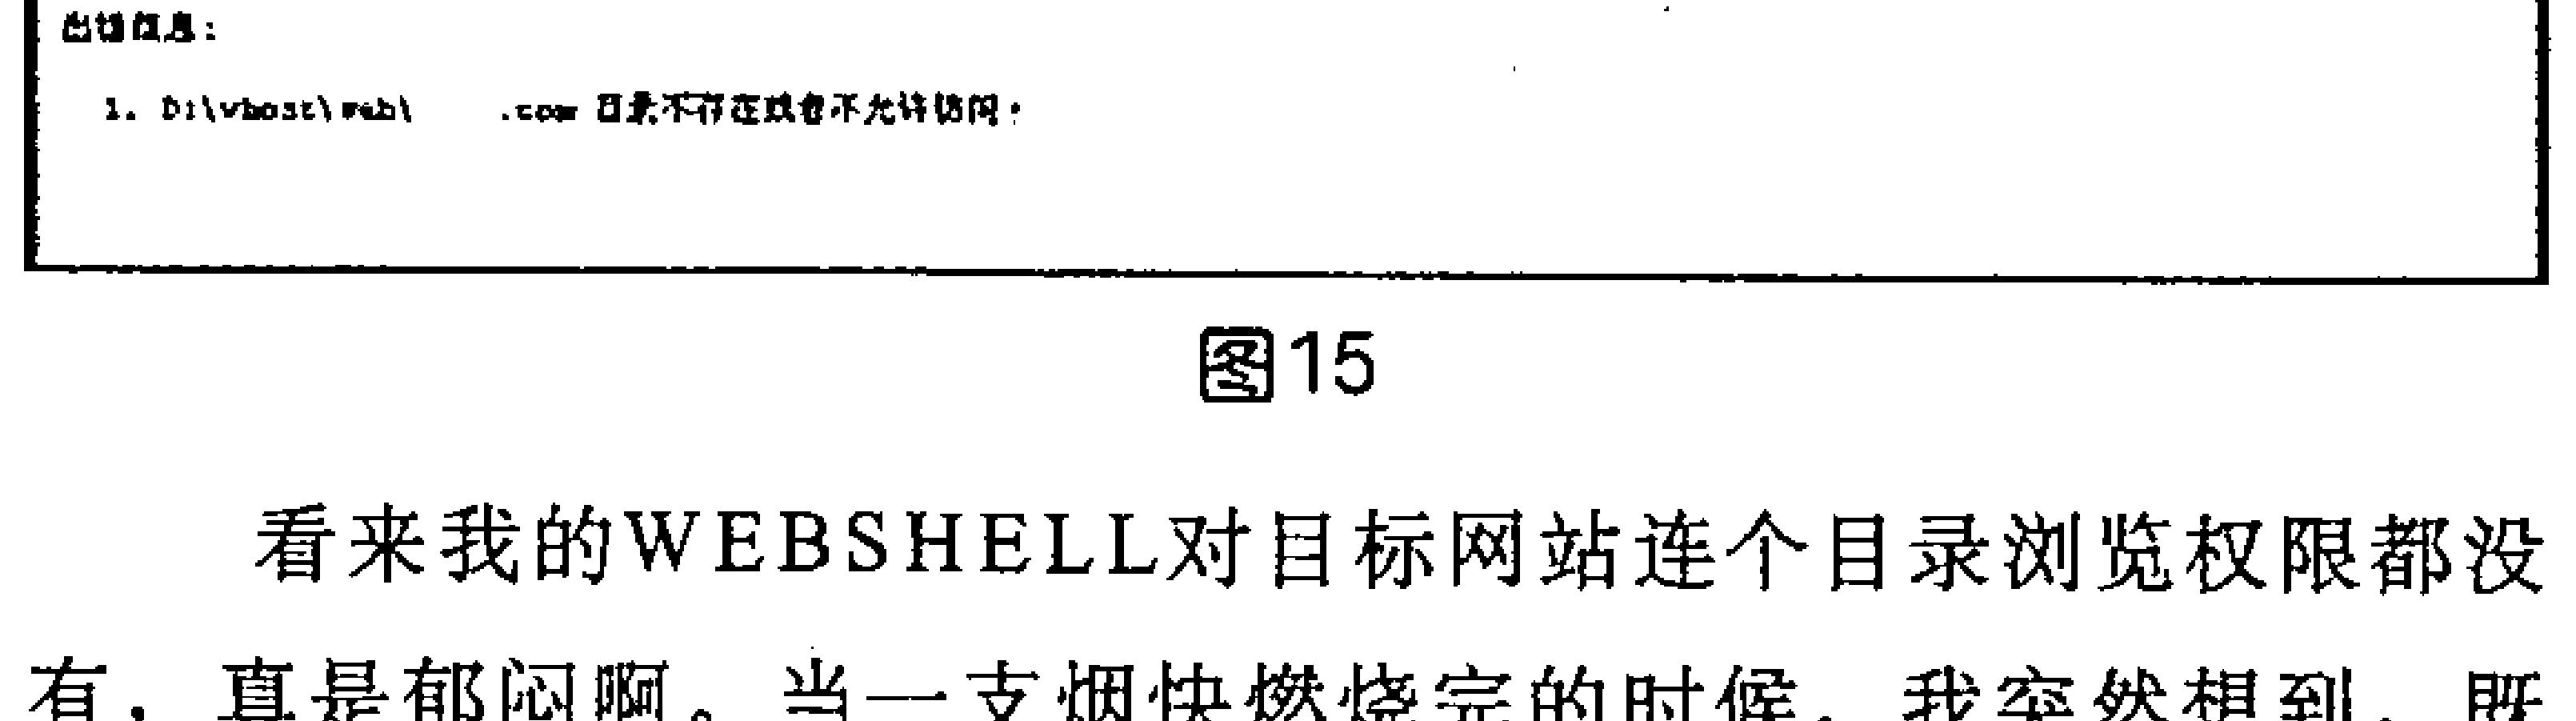 出错信息：
1. D:\vhost\web\ .com 目录不存在或者不允许访问！
图15
看来我的WEBSHELL对目标网站连个目录浏览权限都没
有，真是郁闷啊。当一支烟快燃烧完的时候，我突然想到，既